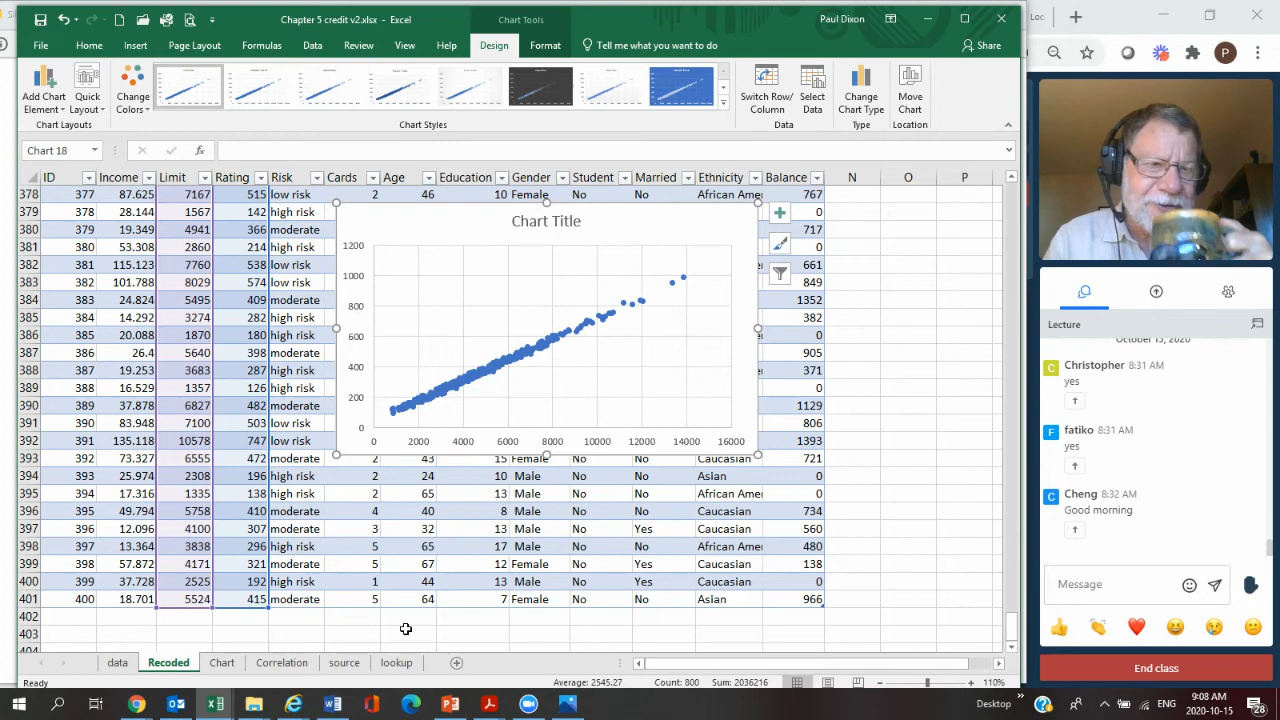 Chapter 5 credit v2.xlsx - Excel
Chart Tools
Paul Dixon
File Home Insert Page Layout Formulas Data Review View Help Design Format Tell me what you want to do Share
Add Chart Element
Quick Layout
Change Colors
Switch Row/ Column
Select Data
Change Chart Type
Move Chart
Chart Layouts
Chart Styles
Data
Type
Location
P
Chart 18
fx
ID Income Limit Rating Risk Cards Age Education Gender Student Married Ethnicity Balance N O P
378 377 87.625 7167 515 low risk 2 46 10 Female No No African Amer 767
379 378 28.144 1567 142 high risk 0
380 379 19.349 4941 366 moderate 717
381 380 53.308 2860 214 high risk 0
382 381 115.123 7760 538 low risk 661
383 382 101.788 8029 574 low risk 849
384 383 24.824 5495 409 moderate 1352
385 384 14.292 3274 282 high risk 382
386 385 20.088 1870 180 high risk 0
387 386 26.4 5640 398 moderate 905
388 387 19.253 3683 287 high risk 371
389 388 16.529 1357 126 high risk 0
390 389 37.878 6827 482 moderate 1129
391 390 83.948 7100 503 low risk 806
392 391 135.118 10578 747 low risk 1393
393 392 73.327 6555 472 moderate 2 43 15 Female No No Caucasian 721
394 393 25.974 2308 196 high risk 2 24 10 Male No No Asian 0
395 394 17.316 1335 138 high risk 2 65 13 Male No No African Amer 0
396 395 49.794 5758 410 moderate 4 40 8 Male No No Caucasian 734
397 396 12.096 4100 307 moderate 3 32 13 Male No Yes Caucasian 560
398 397 13.364 3838 296 high risk 5 65 17 Male No No African Amer 480
399 398 57.872 4171 321 moderate 5 67 12 Female No Yes Caucasian 138
400 399 37.728 2525 192 high risk 1 44 13 Male No Yes Caucasian 0
401 400 18.701 5524 415 moderate 5 64 7 Female No No Asian 966
402
403
404
Chart Title
1200
1000
800
600
400
200
0
0 2000 4000 6000 8000 10000 12000 14000 16000
data Recoded Chart Correlation source lookup
Ready
Average: 2545.27 Count: 800 Sum: 2036216
110%
Lecture
October 15, 2020
C Christopher 8:31 AM
yes
F fatiko 8:31 AM
yes
C Cheng 8:32 AM
Good morning
Message
End class
Desktop
ENG
9:08 AM
2020-10-15
28